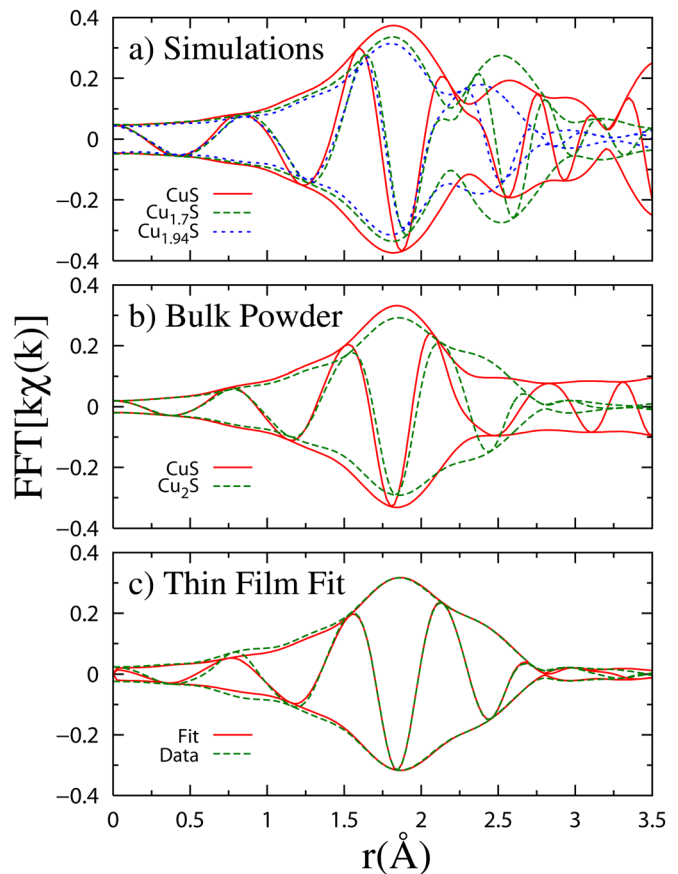 0.4
a) Simulations
0.2
0
−0.2
CuS
Cu1.7S
Cu1.94S
−0.4
0.4
b) Bulk Powder
0.2
0
−0.2
CuS
Cu2S
−0.4
0.4
c) Thin Film Fit
0.2
0
−0.2
Fit
Data
−0.4
0 0.5 1 1.5 2 2.5 3 3.5
r(Å)
FFT[kχ(k)]